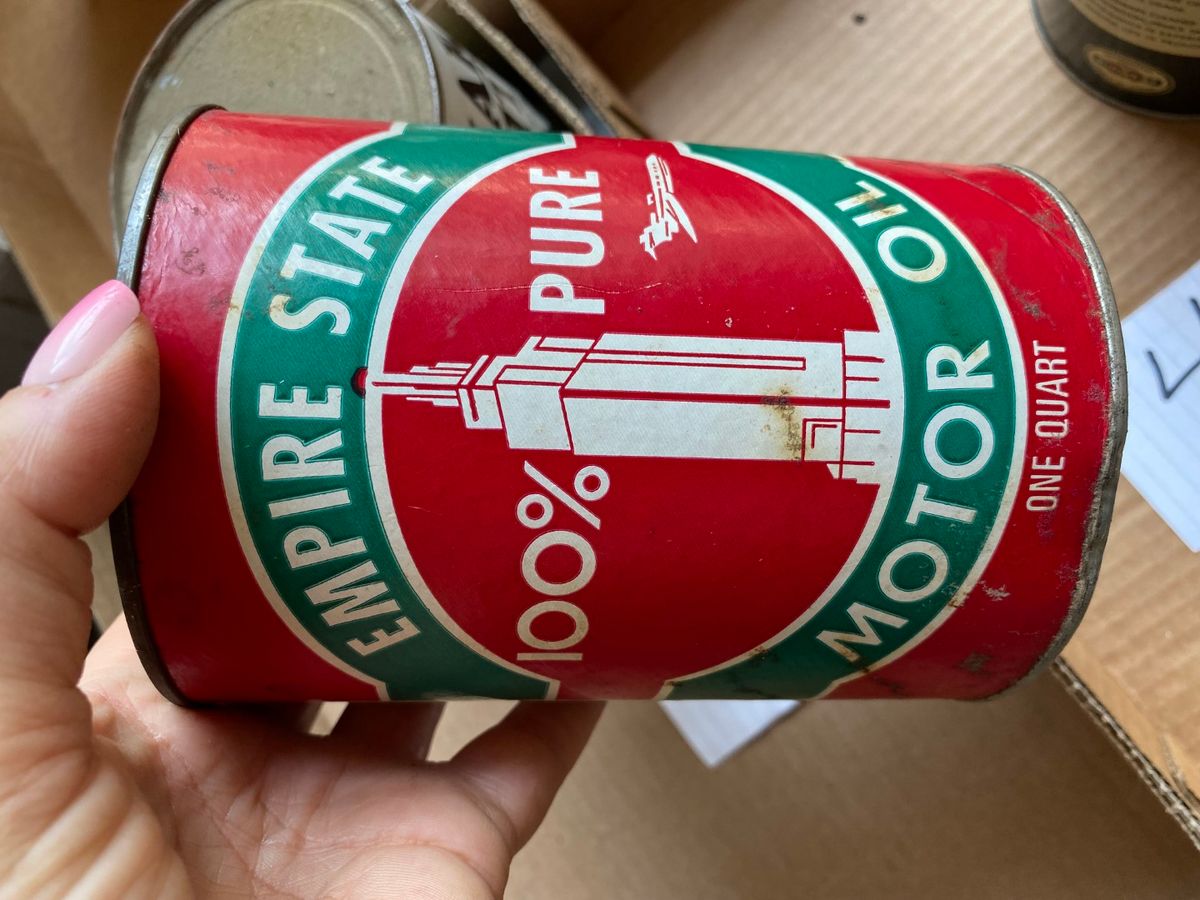 EMPIRE STATE
100% PURE
MOTOR OIL
ONE QUART